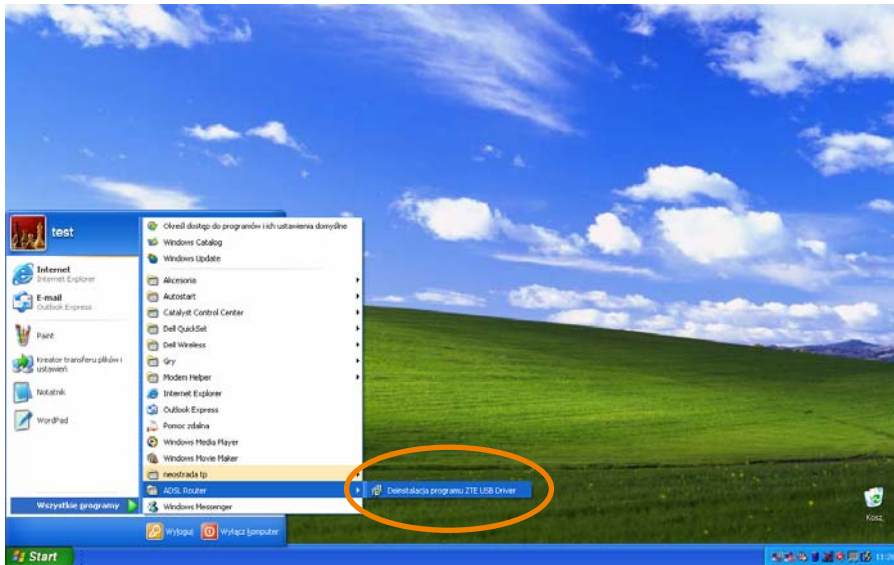 test
Internet
Internet Explorer
E-mail
Outlook Express
Paint
Kreator transferu plików i
ustawień
Notatnik
WordPad
Wszystkie programy
Określ dostęp do programów i ich ustawienia domyślne
Windows Catalog
Windows Update
Akcesoria
Autostart
Catalyst Control Center
Dell QuickSet
Dell Wireless
Gry
Modem Helper
Internet Explorer
Outlook Express
Pomoc zdalna
Windows Media Player
Windows Movie Maker
neostrada tp
ADSL Router
Windows Messenger
Deinstalacja programu ZTE USB Driver
Wyloguj
Wyłącz komputer
Kosz
Start